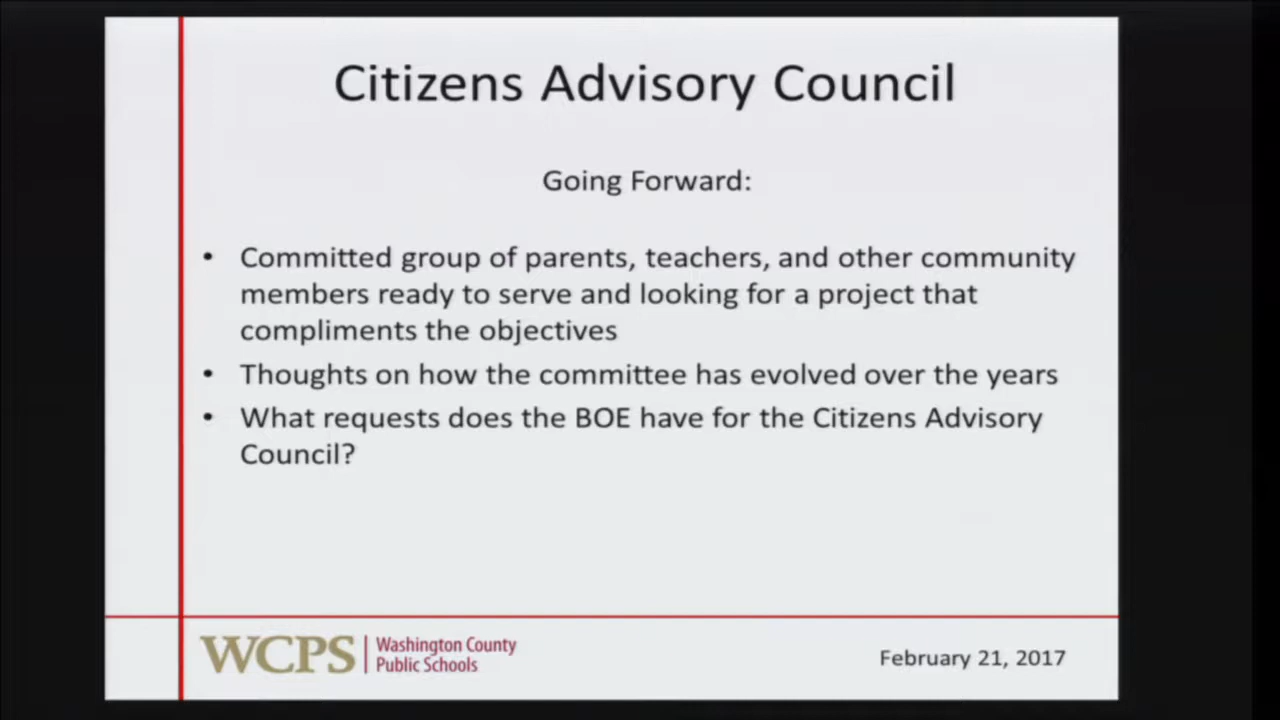 Citizens Advisory Council
Going Forward:
• Committed group of parents, teachers, and other community
members ready to serve and looking for a project that
compliments the objectives
• Thoughts on how the committee has evolved over the years
• What requests does the BOE have for the Citizens Advisory
Council?
WCPS
Washington County
Public Schools
February 21, 2017